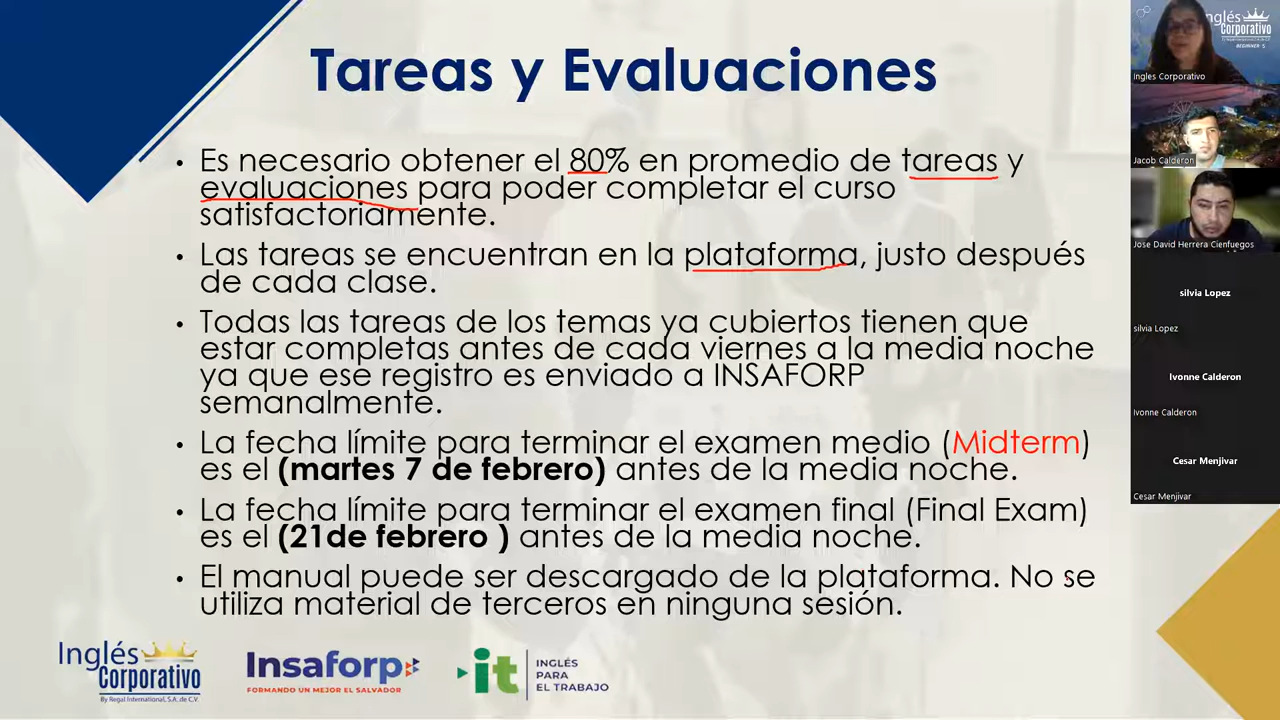 Tareas y Evaluaciones
• Es necesario obtener el 80% en promedio de tareas y
evaluaciones para poder completar el curso
satisfactoriamente.
• Las tareas se encuentran en la plataforma, justo después
de cada clase.
• Todas las tareas de los temas ya cubiertos tienen que
estar completas antes de cada viernes a la media noche
ya que ese registro es enviado a INSAFORP
semanalmente.
• La fecha límite para terminar el examen medio (Midterm)
es el (martes 7 de febrero) antes de la media noche.
• La fecha límite para terminar el examen final (Final Exam)
es el (21de febrero ) antes de la media noche.
• El manual puede ser descargado de la plataforma. No se
utiliza material de terceros en ninguna sesión.
Inglés
Corporativo
By Regal International, S.A. de C.V.
Insaforp
FORMANDO UN MEJOR EL SALVADOR
it
INGLÉS
PARA
EL TRABAJO
Inglés
Corporativo
BEGINNER 5
Ingles Corporativo
Jacob Calderon
Jose David Herrera Cienfuegos
silvia Lopez
silvia Lopez
Ivonne Calderon
Ivonne Calderon
Cesar Menjivar
Cesar Menjivar